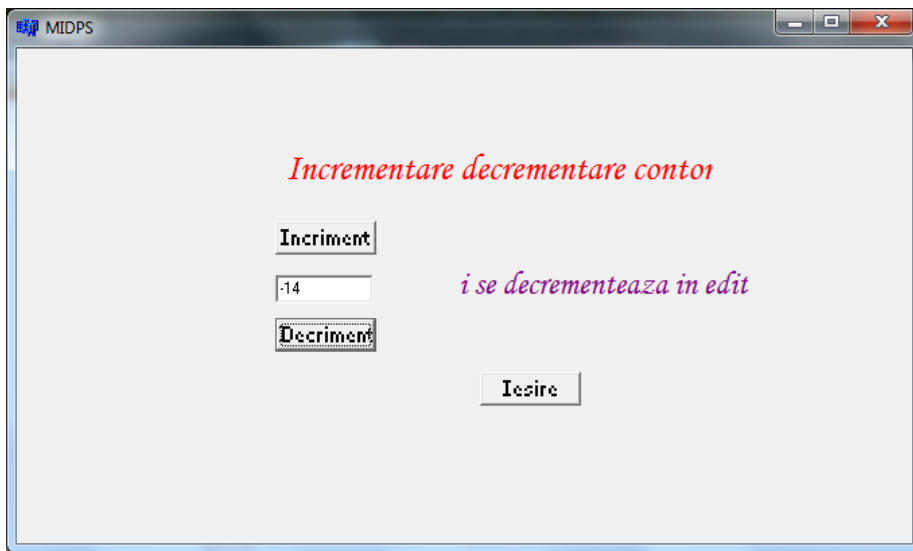 MIDPS
Incrementare decrementare contor
Incriment
-14
i se decrementeaza in edit
Decriment
Iesire